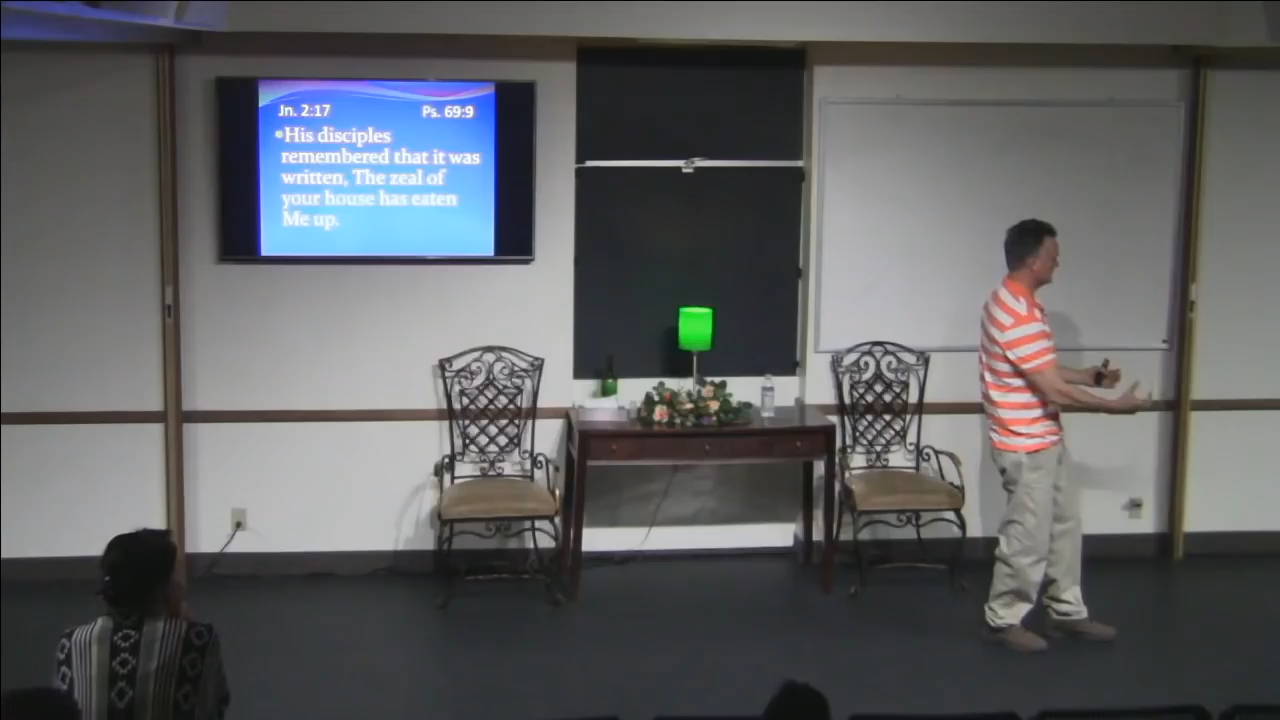 Jn. 2:17 Ps. 69:9
•His disciples
remembered that it was
written, The zeal of
your house has eaten
Me up.